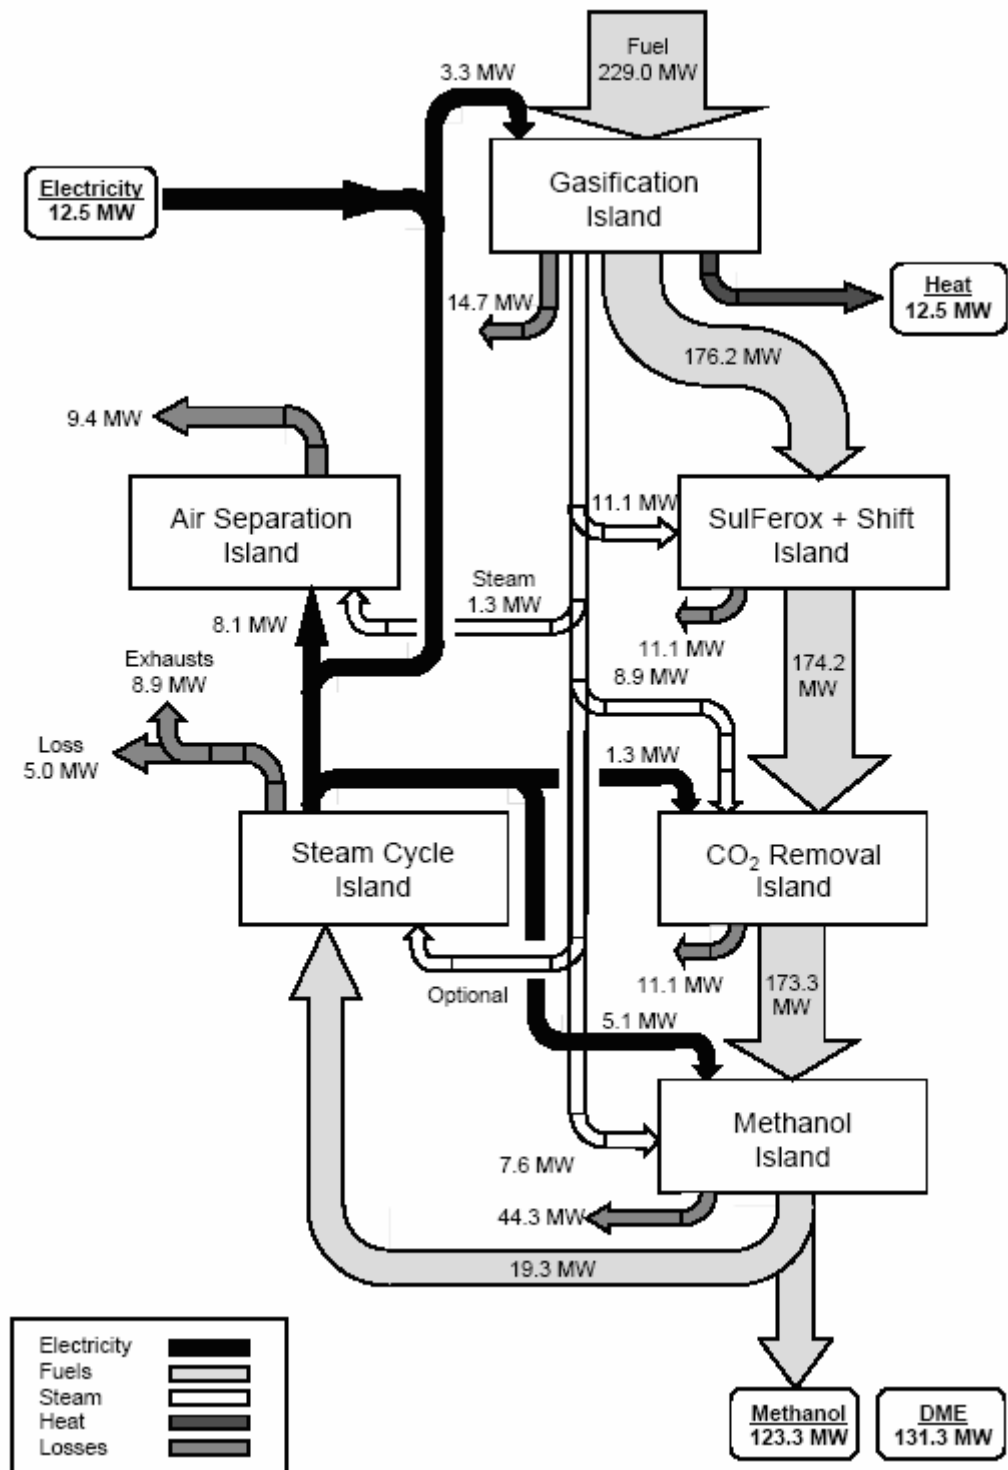 Fuel
229.0 MW
3.3 MW
Gasification
Island
Electricity
12.5 MW
Heat
12.5 MW
14.7 MW
176.2 MW
9.4 MW
Air Separation
Island
11.1 MW
SulFerox + Shift
Island
Steam
1.3 MW
8.1 MW
11.1 MW
Exhausts
8.9 MW
8.9 MW
174.2
MW
Loss
5.0 MW
1.3 MW
Steam Cycle
Island
CO2 Removal
Island
Optional
11.1 MW
173.3
MW
5.1 MW
Methanol
Island
7.6 MW
44.3 MW
19.3 MW
Electricity
Fuels
Steam
Heat
Losses
Methanol
123.3 MW
DME
131.3 MW